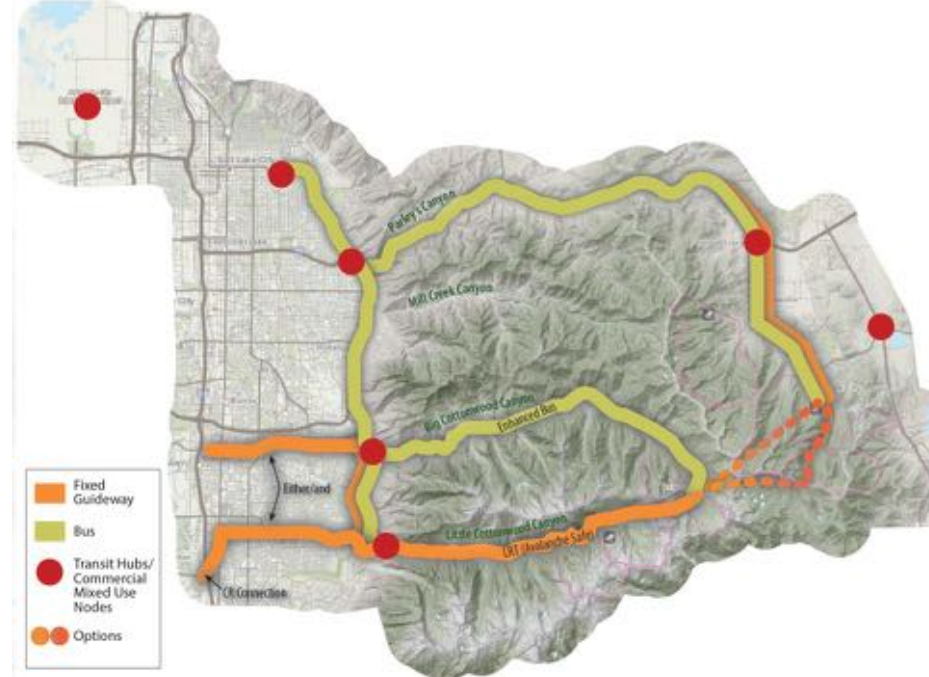 Parley's Canyon
Mill Creek Canyon
Big Cottonwood Canyon
Enhanced Bus
Either/and
Little Cottonwood Canyon
LRT (Avalanche Safe)
CR Connection
Fixed
Guideway
Bus
Transit Hubs/
Commercial
Mixed Use
Nodes
Options